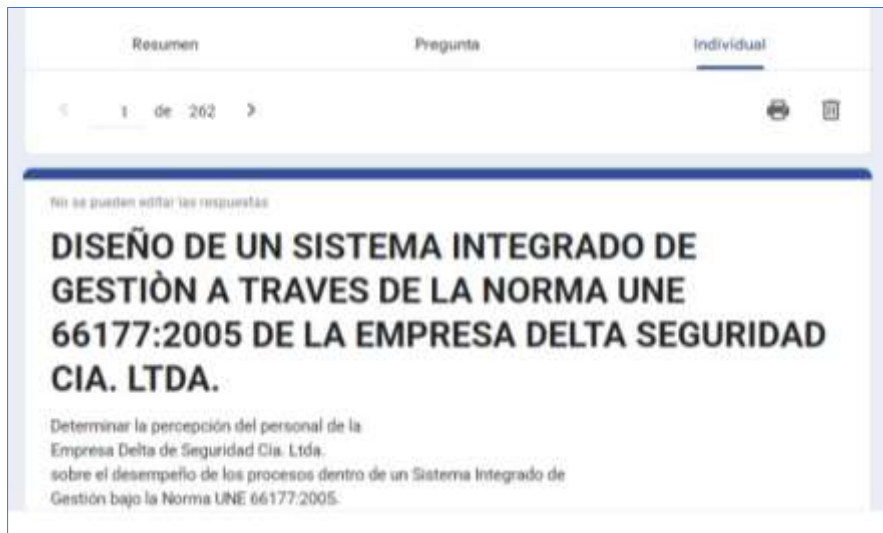 Resumen Pregunta Individual
1 de 262
No se pueden editar las respuestas
DISEÑO DE UN SISTEMA INTEGRADO DE
GESTIÒN A TRAVES DE LA NORMA UNE
66177:2005 DE LA EMPRESA DELTA SEGURIDAD
CIA. LTDA.
Determinar la percepción del personal de la
Empresa Delta de Seguridad Cia. Ltda.
sobre el desempeño de los procesos dentro de un Sistema Integrado de
Gestión bajo la Norma UNE 66177:2005.